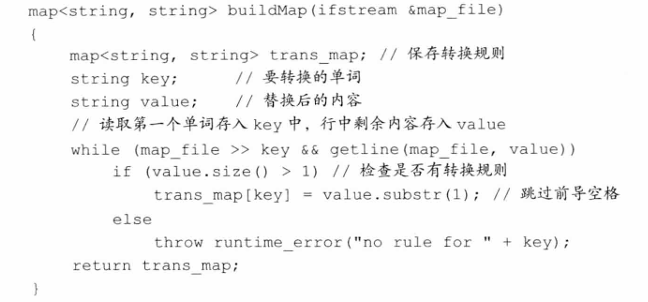 map<string, string> buildMap(ifstream &map_file)
{
    map<string, string> trans_map; // 保存转换规则
    string key;      // 要转换的单词
    string value;    // 替换后的内容
    // 读取第一个单词存入 key 中，行中剩余内容存入 value
    while (map_file >> key && getline(map_file, value))
        if (value.size() > 1) // 检查是否有转换规则
            trans_map[key] = value.substr(1); // 跳过前导空格
        else
            throw runtime_error("no rule for " + key);
    return trans_map;
}